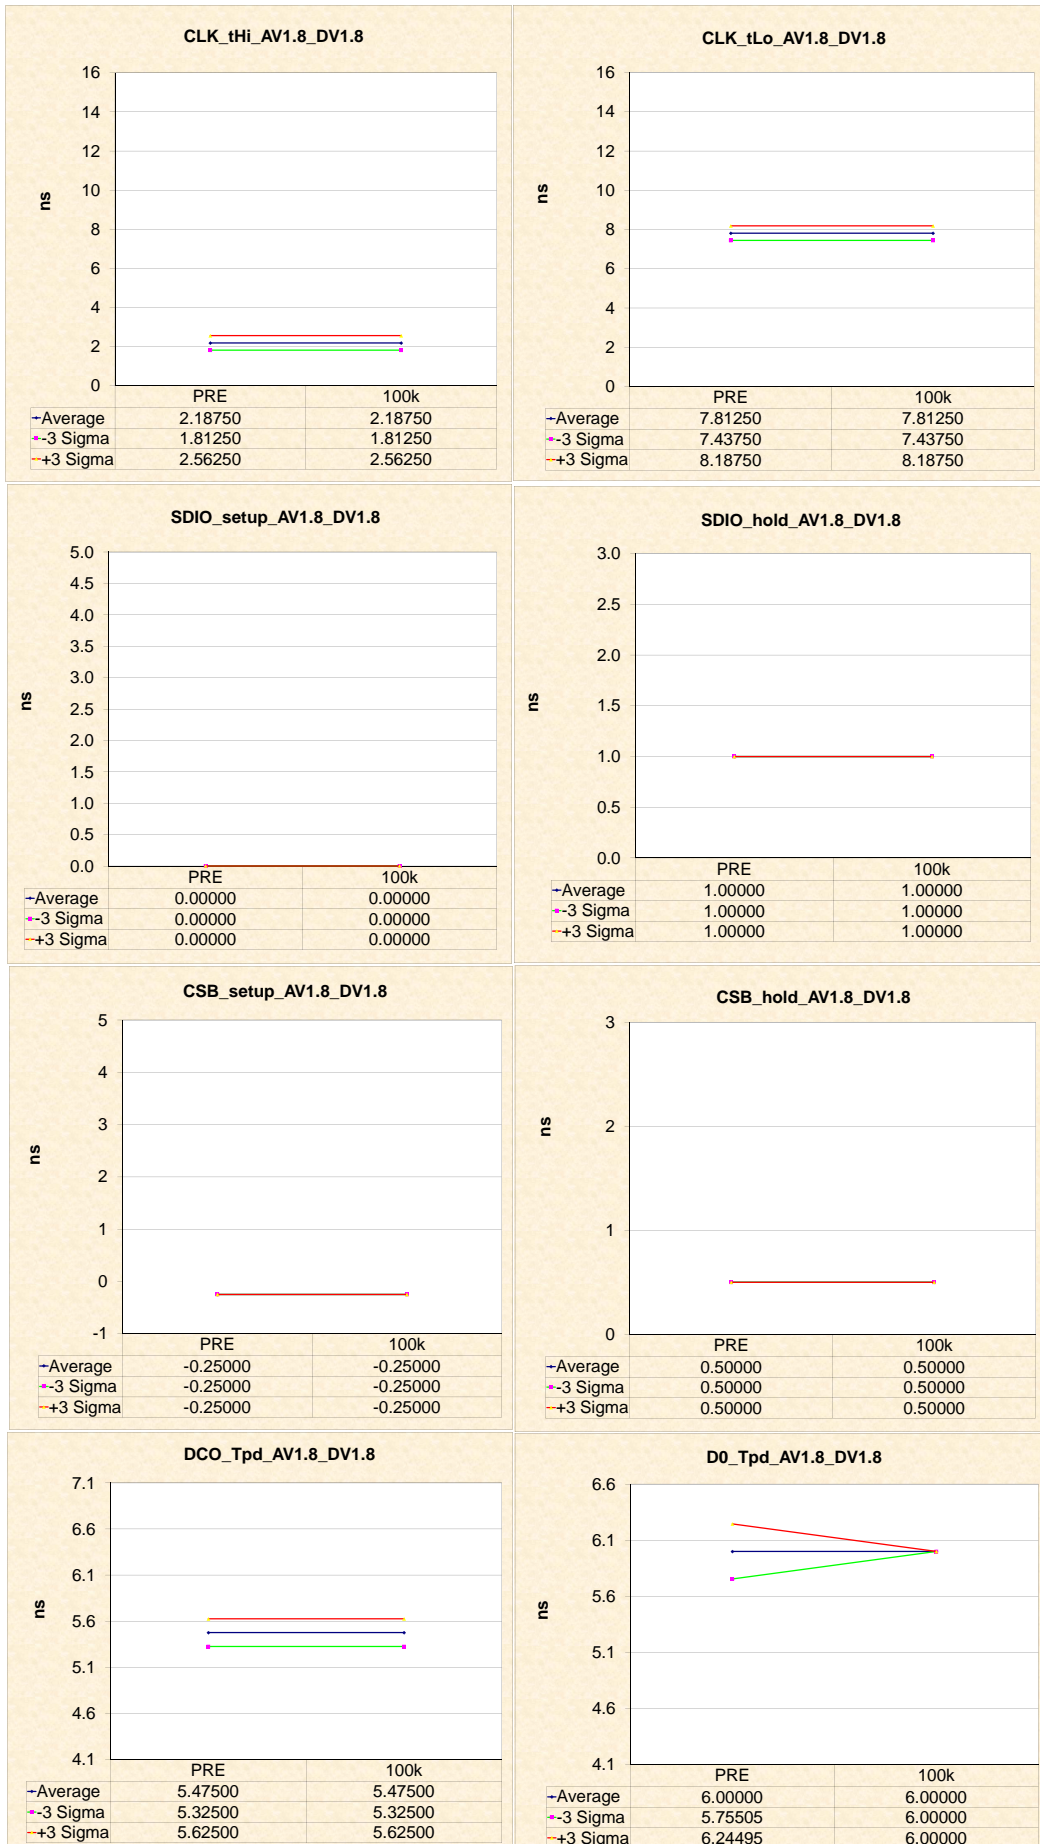 CLK_tHi_AV1.8_DV1.8
16
14
12
10
8
6
4
2
0
ns
PRE 100k
Average 2.18750 2.18750
-3 Sigma 1.81250 1.81250
+3 Sigma 2.56250 2.56250
CLK_tLo_AV1.8_DV1.8
16
14
12
10
8
6
4
2
0
ns
PRE 100k
Average 7.81250 7.81250
-3 Sigma 7.43750 7.43750
+3 Sigma 8.18750 8.18750
SDIO_setup_AV1.8_DV1.8
5.0
4.5
4.0
3.5
3.0
2.5
2.0
1.5
1.0
0.5
0.0
ns
PRE 100k
Average 0.00000 0.00000
-3 Sigma 0.00000 0.00000
+3 Sigma 0.00000 0.00000
SDIO_hold_AV1.8_DV1.8
3.0
2.5
2.0
1.5
1.0
0.5
0.0
ns
PRE 100k
Average 1.00000 1.00000
-3 Sigma 1.00000 1.00000
+3 Sigma 1.00000 1.00000
CSB_setup_AV1.8_DV1.8
5
4
3
2
1
0
-1
ns
PRE 100k
Average -0.25000 -0.25000
-3 Sigma -0.25000 -0.25000
+3 Sigma -0.25000 -0.25000
CSB_hold_AV1.8_DV1.8
3
2
1
0
ns
PRE 100k
Average 0.50000 0.50000
-3 Sigma 0.50000 0.50000
+3 Sigma 0.50000 0.50000
DCO_Tpd_AV1.8_DV1.8
7.1
6.6
6.1
5.6
5.1
4.6
4.1
ns
PRE 100k
Average 5.47500 5.47500
-3 Sigma 5.32500 5.32500
+3 Sigma 5.62500 5.62500
D0_Tpd_AV1.8_DV1.8
6.6
6.1
5.6
5.1
4.6
4.1
ns
PRE 100k
Average 6.00000 6.00000
-3 Sigma 5.75505 6.00000
+3 Sigma 6.24495 6.00000